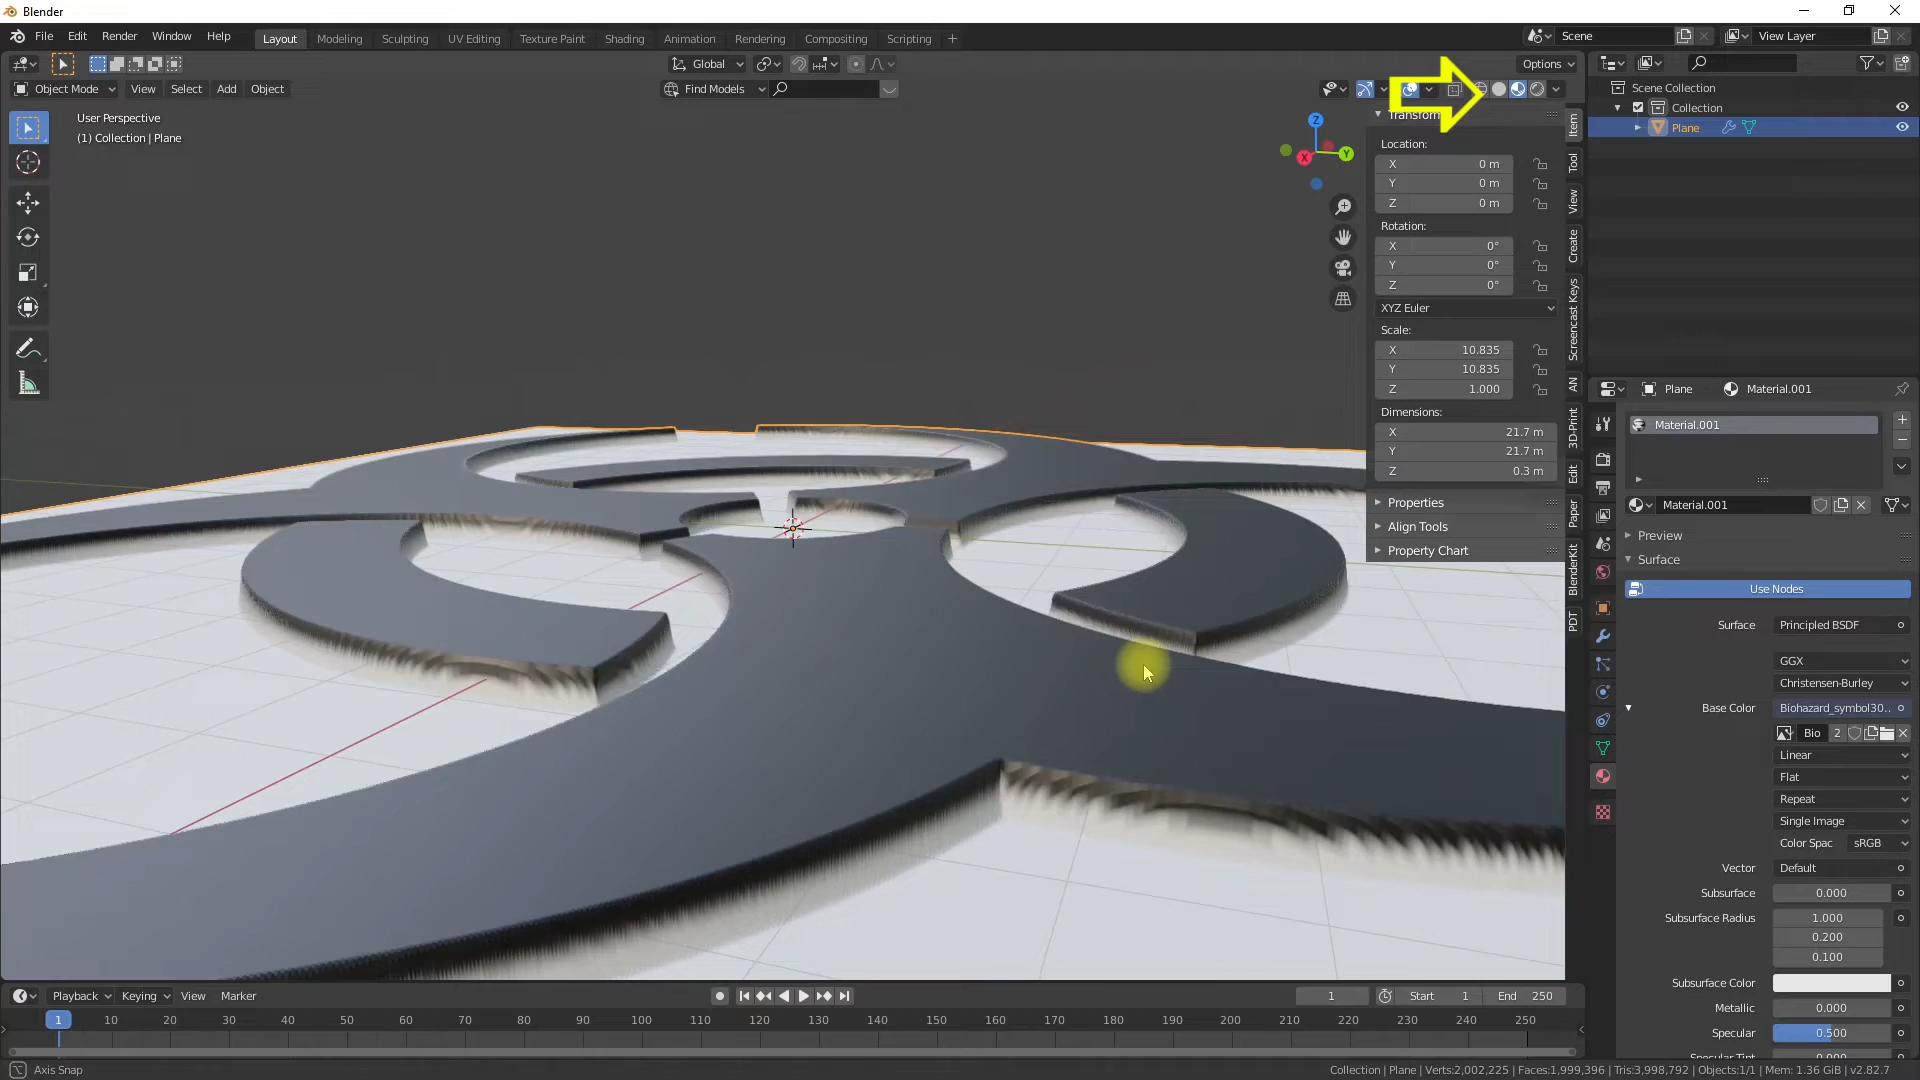 Blender
File Edit Render Window Help
Layout Modeling Sculpting UV Editing Texture Paint Shading Animation Rendering Compositing Scripting
Scene
View Layer
Global
Options
Object Mode View Select Add Object
Find Models
User Perspective
(1) Collection | Plane
Z
X
Y
Transform
Location:
X 0 m
Y 0 m
Z 0 m
Rotation:
X 0°
Y 0°
Z 0°
XYZ Euler
Scale:
X 10.835
Y 10.835
Z 1.000
Dimensions:
X 21.7 m
Y 21.7 m
Z 0.3 m
Properties
Align Tools
Property Chart
Item
Tool
View
Create
Screencast Keys
AN
3D-Print
Edit
Paper
BlenderKit
PDT
Scene Collection
Collection
Plane
Plane Material.001
Material.001
Material.001
Preview
Surface
Use Nodes
Surface Principled BSDF
GGX
Christensen-Burley
Base Color Biohazard_symbol30..
Bio 2
Linear
Flat
Repeat
Single Image
Color Spac sRGB
Vector Default
Subsurface 0.000
Subsurface Radius 1.000
0.200
0.100
Subsurface Color
Metallic 0.000
Specular 0.500
Playback Keying View Marker
1 Start 1 End 250
1 10 20 30 40 50 60 70 80 90 100 110 120 130 140 150 160 170 180 190 200 210 220 230 240 250
Axis Snap
Collection | Plane | Verts:2,002,225 | Faces:1,999,396 | Tris:3,998,792 | Objects:1/1 | Mem: 1.36 GiB | v2.82.7